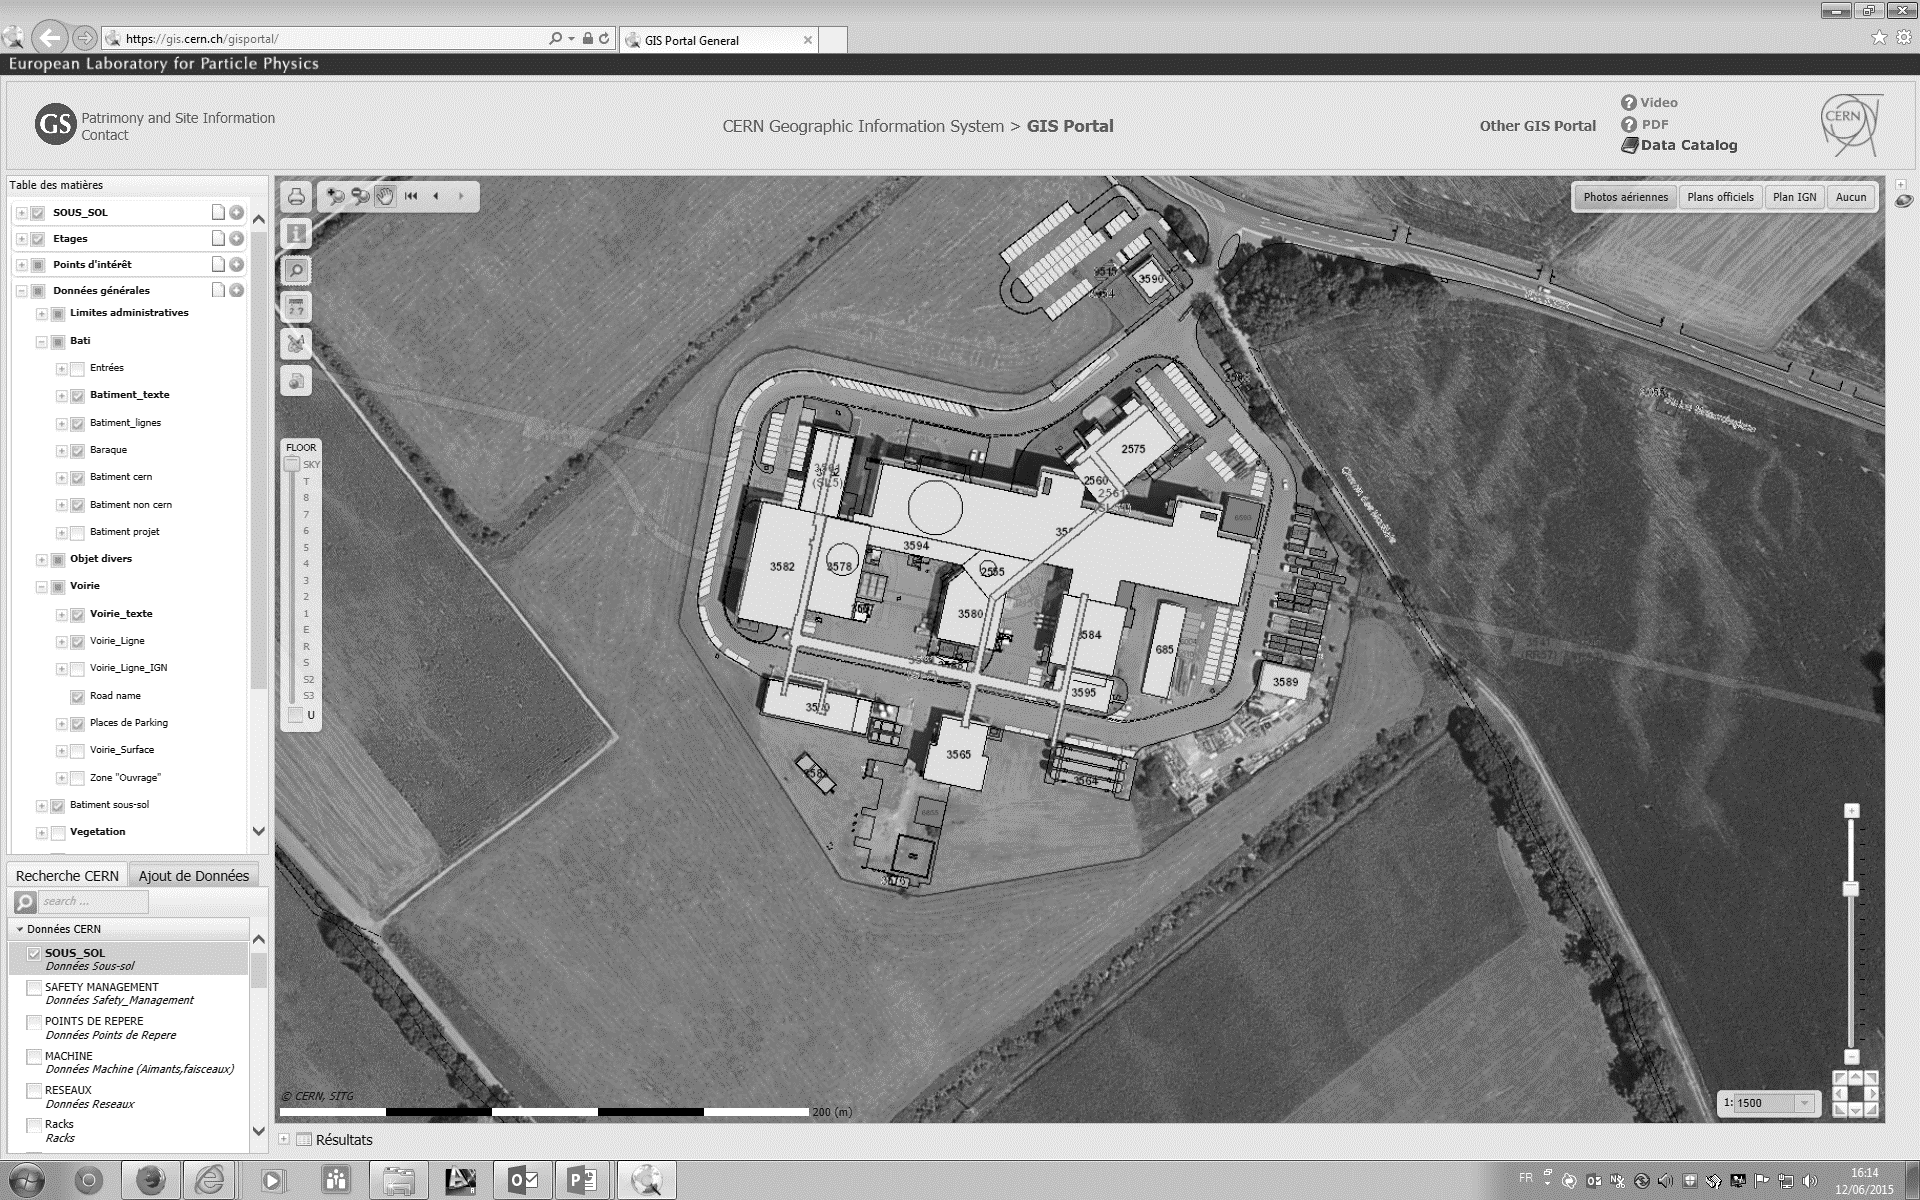 https://gis.cern.ch/gisportal/
GIS Portal General
European Laboratory for Particle Physics
GS
Patrimony and Site Information
Contact
CERN Geographic Information System > GIS Portal
Other GIS Portal
Video
PDF
Data Catalog
CERN
Table des matières
SOUS_SOL
Etages
Points d'intérêt
Données générales
Limites administratives
Bati
Entrées
Batiment_texte
Batiment_lignes
Baraque
Batiment cern
Batiment non cern
Batiment projet
Objet divers
Voirie
Voirie_texte
Voirie_Ligne
Voirie_Ligne_IGN
Road name
Places de Parking
Voirie_Surface
Zone "Ouvrage"
Batiment sous-sol
Vegetation
Recherche CERN
Ajout de Données
search ...
Données CERN
SOUS_SOL
Données Sous-sol
SAFETY MANAGEMENT
Données Safety_Management
POINTS DE REPERE
Données Points de Repere
MACHINE
Données Machine (Aimants,faisceaux)
RESEAUX
Données Reseaux
Racks
Racks
Photos aériennes
Plans officiels
Plan IGN
Aucun
FLOOR
SKY
T
8
7
6
5
4
3
2
1
E
R
S
S2
S3
U
3590
2575
2560
2561
3594
3582
3578
2555
3580
584
685
3595
3589
3565
3564
© CERN, SITG
200 (m)
1: 1500
Résultats
FR
16:14
12/06/2015